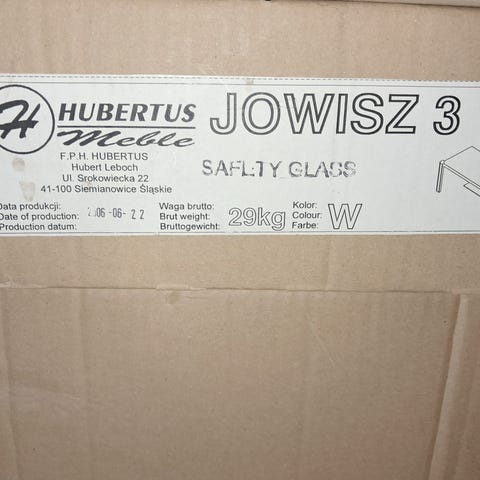 H HUBERTUS
Meble
JOWISZ 3
F.P.H. HUBERTUS
Hubert Leboch
Ul. Srokowiecka 22
41-100 Siemianowice Śląskie
SAFETY GLASS
Data produkcji:
Date of production: 2006-06-22
Production datum:
Waga brutto:
Brut weight: 29kg
Bruttogewicht:
Kolor:
Colour: W
Farbe: